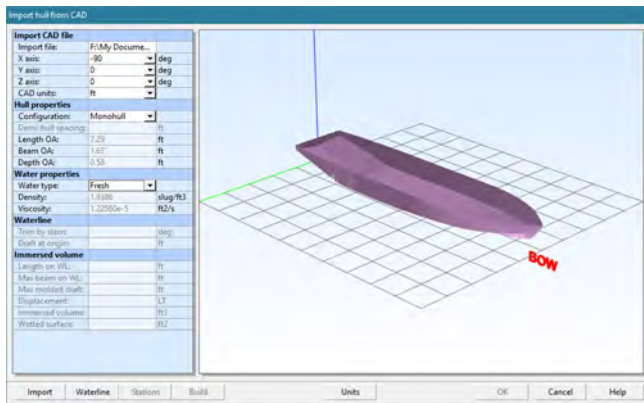 Import hull from CAD
Import CAD file
Import file: F:\My Docume...
X axis: -90 deg
Y axis: 0 deg
Z axis: 0 deg
CAD units: ft
Hull properties
Configuration: Monohull
Demi-hull spacing: ft
Length OA: 7.29 ft
Beam OA: 1.67 ft
Depth OA: 0.58 ft
Water properties
Water type: Fresh
Density: 1.9386 slug/ft3
Viscosity: 1.22560e-5 ft2/s
Waterline
Trim by stern: deg
Draft at origin: ft
Immersed volume
Length on WL: ft
Max beam on WL: ft
Max molded draft: ft
Displacement: LT
Immersed volume: ft3
Wetted surface: ft2
BOW
Import Waterline Stations Build Units OK Cancel Help